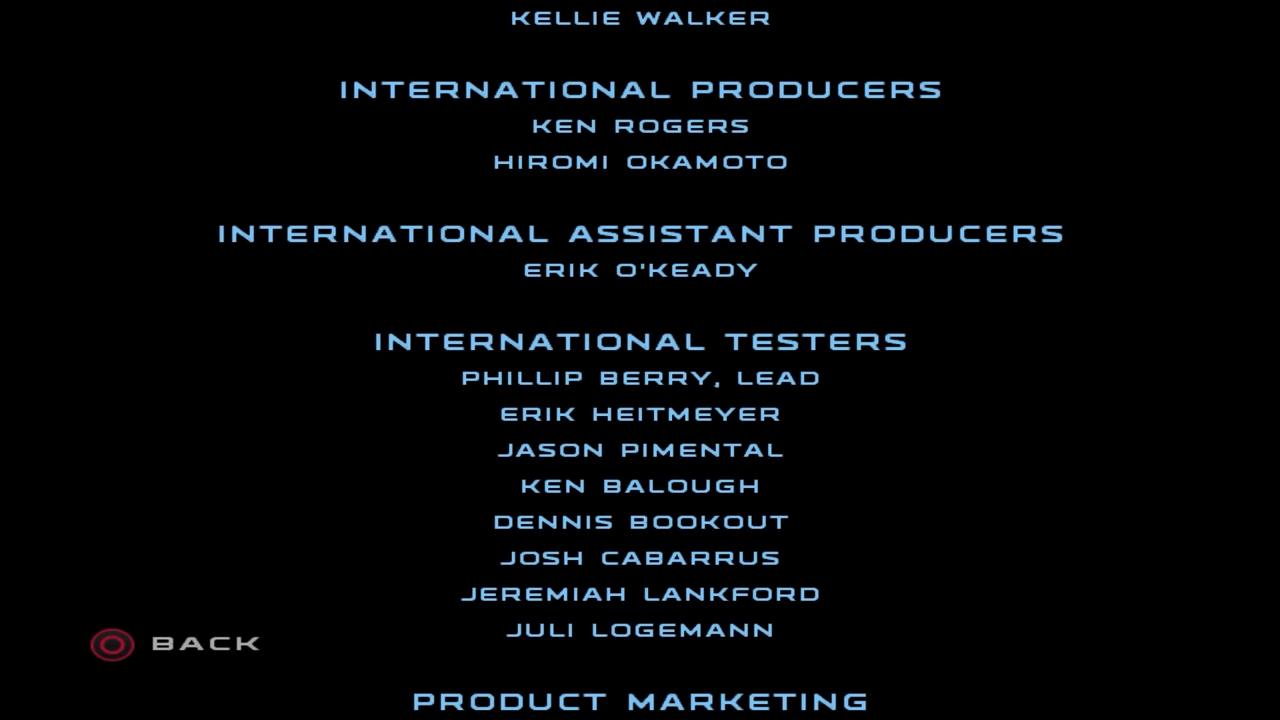 KELLIE WALKER
INTERNATIONAL PRODUCERS
KEN ROGERS
HIROMI OKAMOTO
INTERNATIONAL ASSISTANT PRODUCERS
ERIK O'KEADY
INTERNATIONAL TESTERS
PHILLIP BERRY, LEAD
ERIK HEITMEYER
JASON PIMENTAL
KEN BALOUGH
DENNIS BOOKOUT
JOSH CABARRUS
JEREMIAH LANKFORD
JULI LOGEMANN
BACK
PRODUCT MARKETING